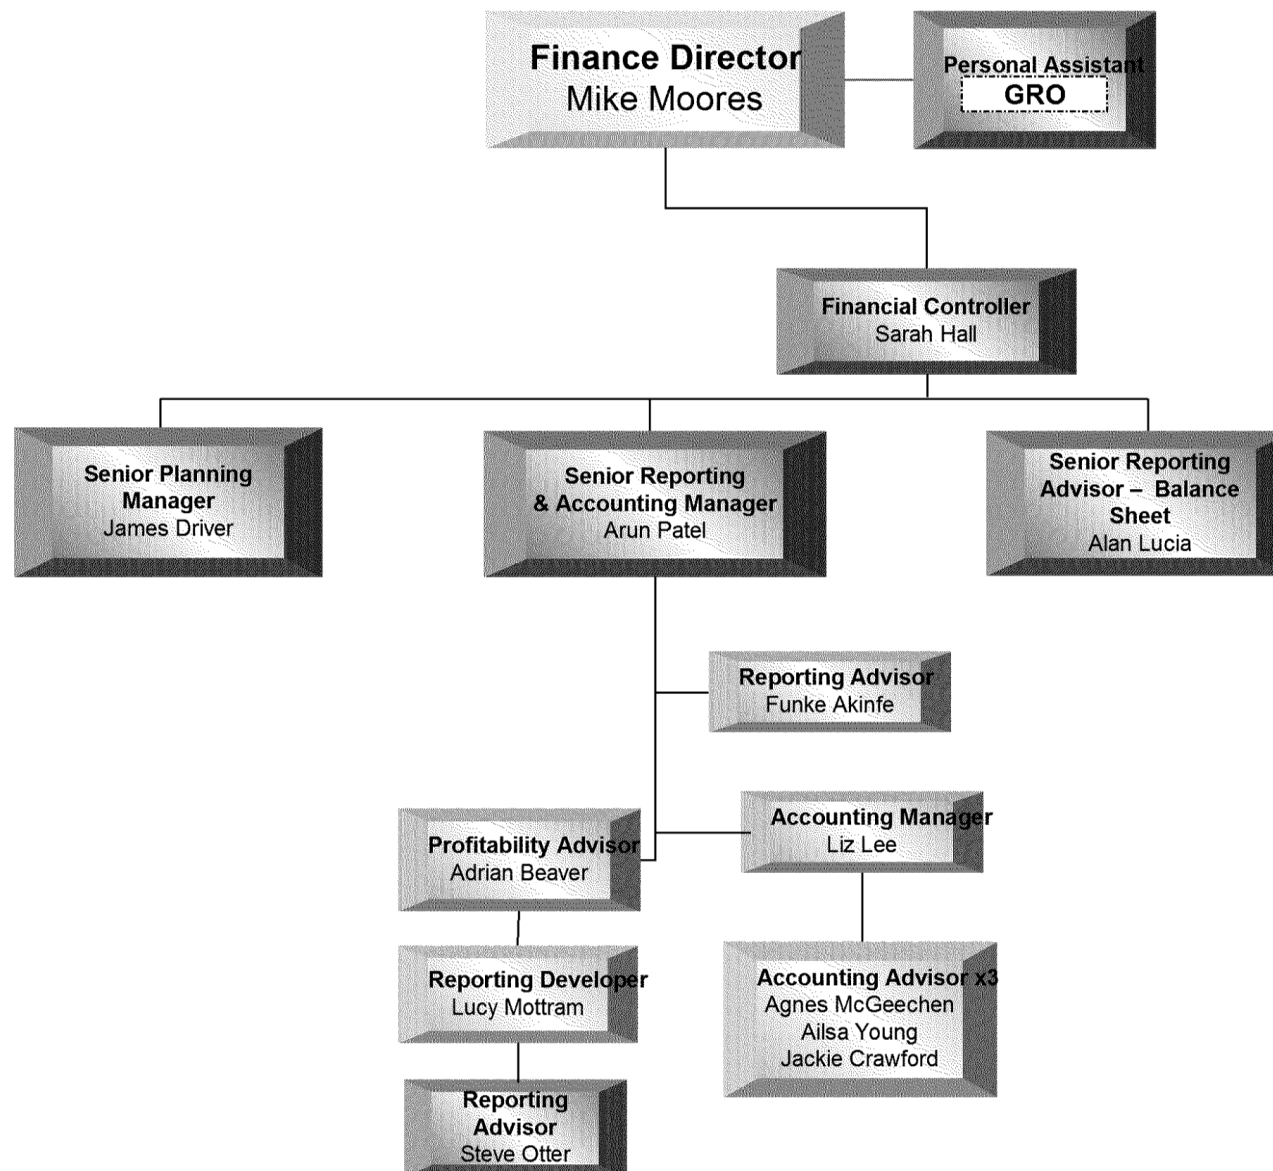 Finance Director
Mike Moores
Personal Assistant
GRO
Financial Controller
Sarah Hall
Senior Planning
Manager
James Driver
Senior Reporting
& Accounting Manager
Arun Patel
Senior Reporting
Advisor – Balance
Sheet
Alan Lucia
Reporting Advisor
Funke Akinfe
Profitability Advisor
Adrian Beaver
Accounting Manager
Liz Lee
Reporting Developer
Lucy Mottram
Accounting Advisor x3
Agnes McGeechen
Ailsa Young
Jackie Crawford
Reporting
Advisor
Steve Otter